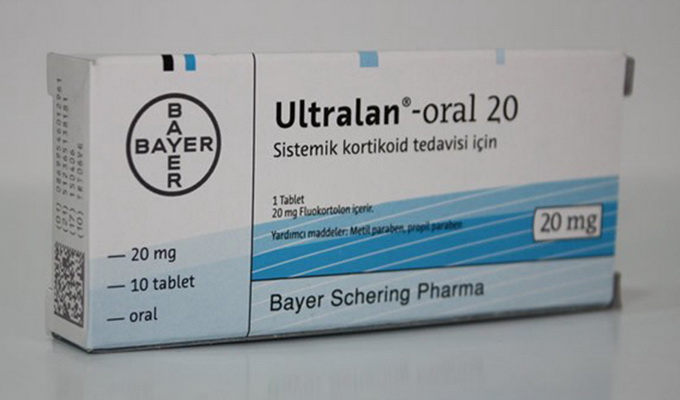 BAYER
BAYER
Ultralan®-oral 20
Sistemik kortikoid tedavisi için
1 Tablet
20 mg Fluokortolon içerir.
Yardımcı maddeler: Metil paraben, propil paraben
20 mg
— 20 mg
— 10 tablet
— oral
Bayer Schering Pharma